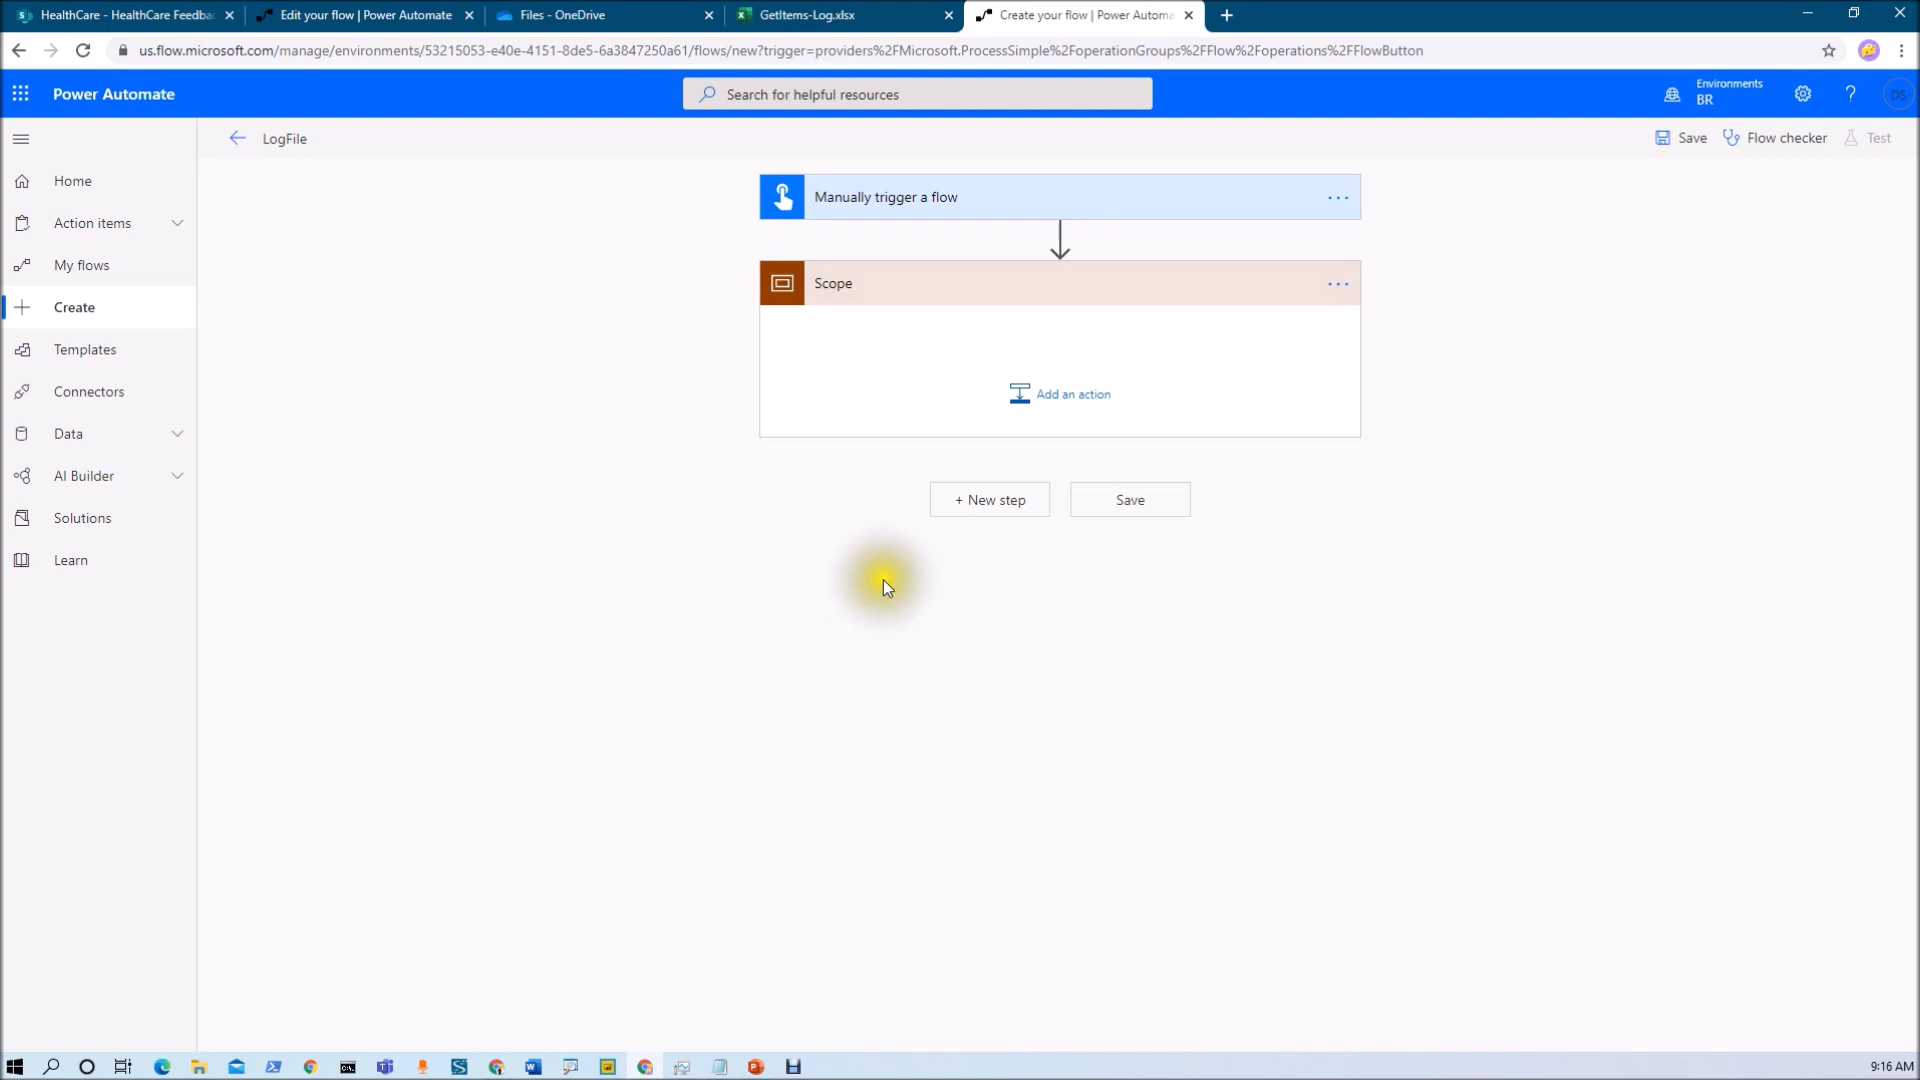 HealthCare - HealthCare Feedba
Edit your flow | Power Automate
Files - OneDrive
GetItems-Log.xlsx
Create your flow | Power Automa
us.flow.microsoft.com/manage/environments/53215053-e40e-4151-8de5-6a3847250a61/flows/new?trigger=providers%2FMicrosoft.ProcessSimple%2FoperationGroups%2FFlow%2Foperations%2FFlowButton
Power Automate
Search for helpful resources
Environments
BR
DS
LogFile
Save
Flow checker
Test
Home
Action items
My flows
Create
Templates
Connectors
Data
AI Builder
Solutions
Learn
Manually trigger a flow
Scope
Add an action
+ New step
Save
9:16 AM